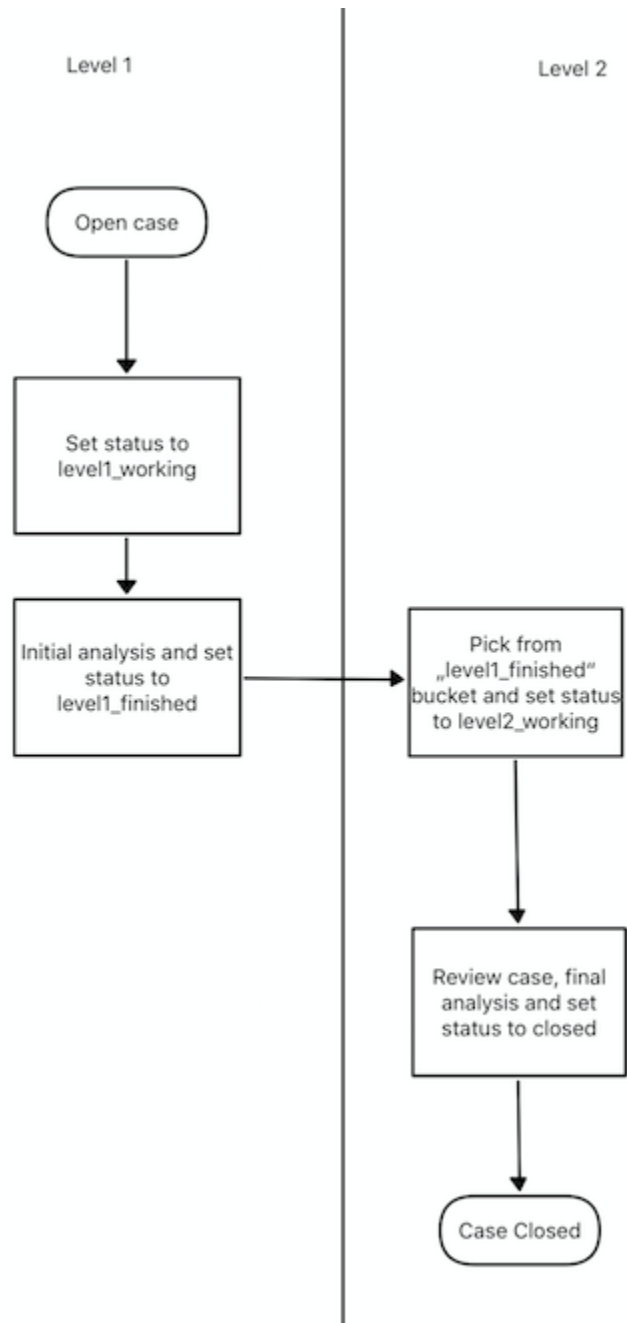 Level 1
Level 2
Open case
Set status to
level1_working
Initial analysis and set
status to
level1_finished
Pick from
„level1_finished“
bucket and set status
to level2_working
Review case, final
analysis and set
status to closed
Case Closed